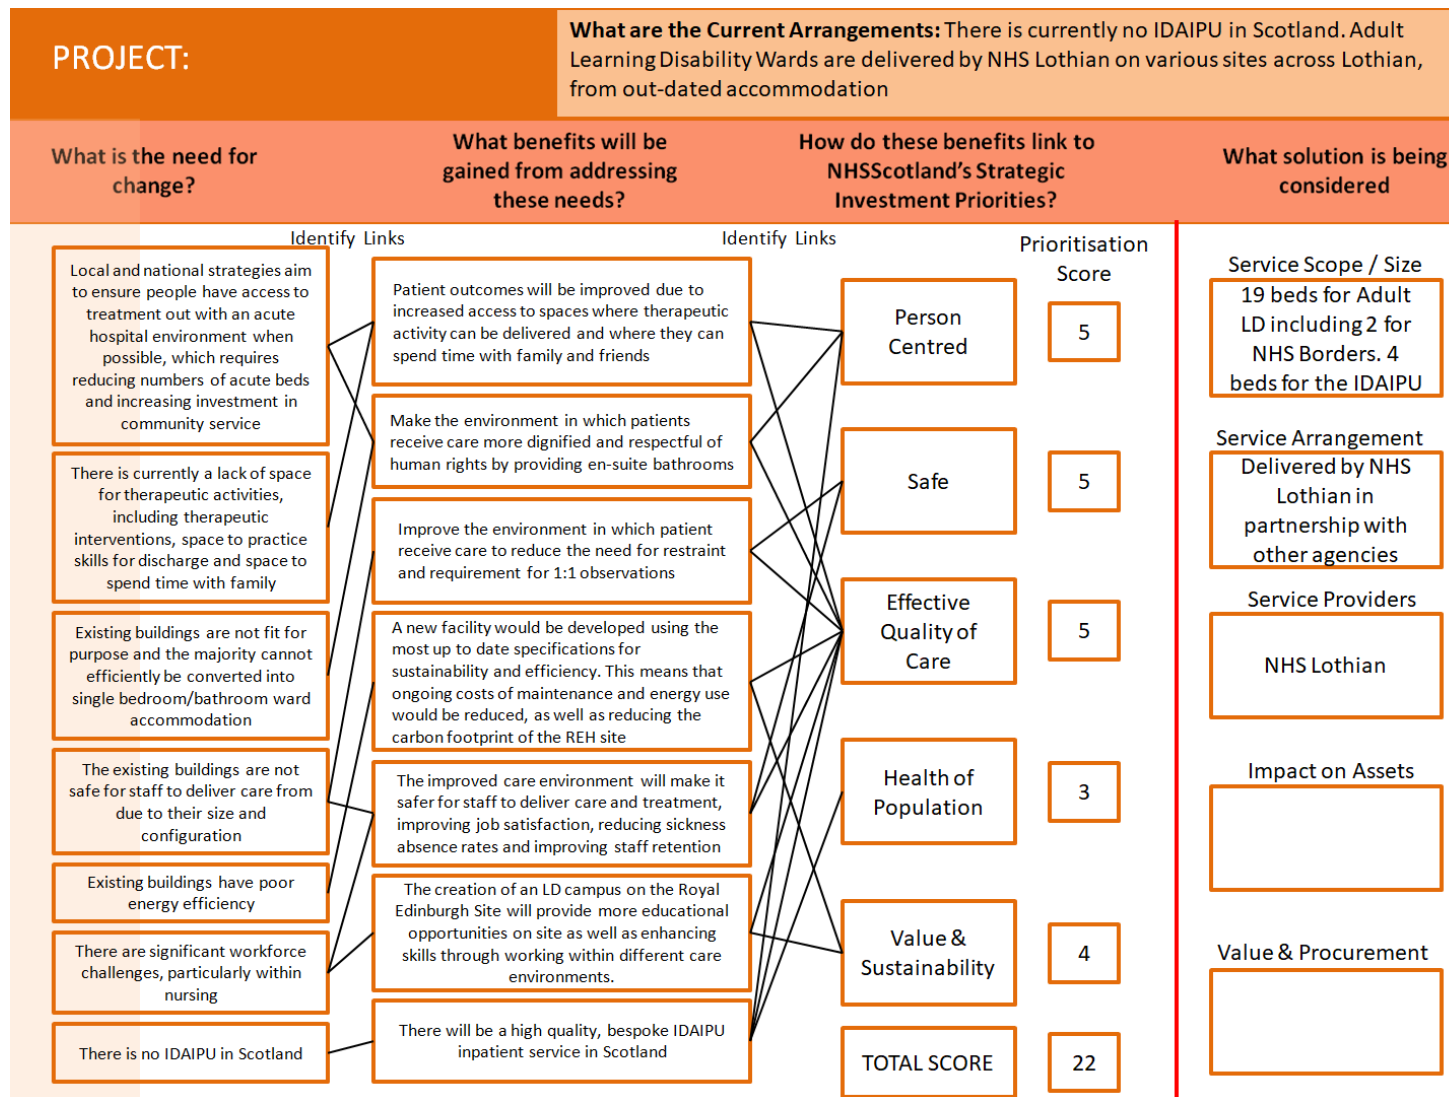 PROJECT:
What are the Current Arrangements: There is currently no IDAIPU in Scotland. Adult
Learning Disability Wards are delivered by NHS Lothian on various sites across Lothian,
from out-dated accommodation
What is the need for
change?
What benefits will be
gained from addressing
these needs?
How do these benefits link to
NHSScotland's Strategic
Investment Priorities?
What solution is being
considered
Identify Links
Identify Links
Prioritisation
Score
Local and national strategies aim
to ensure people have access to
treatment out with an acute
hospital environment when
possible, which requires
reducing numbers of acute beds
and increasing investment in
community service
There is currently a lack of space
for therapeutic activities,
including therapeutic
interventions, space to practice
skills for discharge and space to
spend time with family
Existing buildings are not fit for
purpose and the majority cannot
efficiently be converted into
single bedroom/bathroom ward
accommodation
The existing buildings are not
safe for staff to deliver care from
due to their size and
configuration
Existing buildings have poor
energy efficiency
There are significant workforce
challenges, particularly within
nursing
There is no IDAIPU in Scotland
Patient outcomes will be improved due to
increased access to spaces where therapeutic
activity can be delivered and where they can
spend time with family and friends
Make the environment in which patients
receive care more dignified and respectful of
human rights by providing en-suite bathrooms
Improve the environment in which patient
receive care to reduce the need for restraint
and requirement for 1:1 observations
A new facility would be developed using the
most up to date specifications for
sustainability and efficiency. This means that
ongoing costs of maintenance and energy use
would be reduced, as well as reducing the
carbon footprint of the REH site
The improved care environment will make it
safer for staff to deliver care and treatment,
improving job satisfaction, reducing sickness
absence rates and improving staff retention
The creation of an LD campus on the Royal
Edinburgh Site will provide more educational
opportunities on site as well as enhancing
skills through working within different care
environments.
There will be a high quality, bespoke IDAIPU
inpatient service in Scotland
Person
Centred
5
Safe
5
Effective
Quality of
Care
5
Health of
Population
3
Value &
Sustainability
4
TOTAL SCORE
22
Service Scope / Size
19 beds for Adult
LD including 2 for
NHS Borders. 4
beds for the IDAIPU
Service Arrangement
Delivered by NHS
Lothian in
partnership with
other agencies
Service Providers
NHS Lothian
Impact on Assets
Value & Procurement